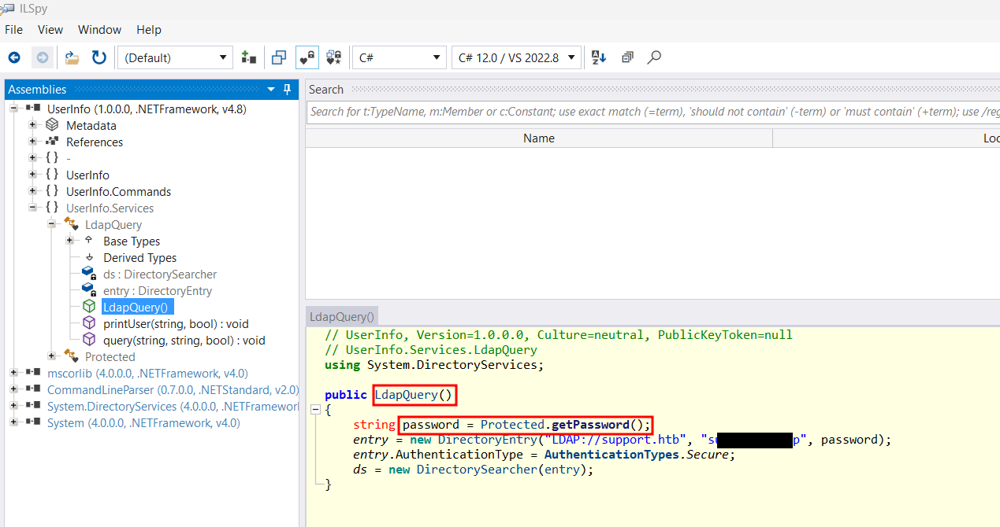 ILSpy
File View Window Help
(Default) C# C# 12.0 / VS 2022.8
Assemblies
UserInfo (1.0.0.0, .NETFramework, v4.8)
Metadata
References
{ } -
{ } UserInfo
{ } UserInfo.Commands
{ } UserInfo.Services
LdapQuery
Base Types
Derived Types
ds : DirectorySearcher
entry : DirectoryEntry
LdapQuery()
printUser(string, bool) : void
query(string, string, bool) : void
Protected
mscorlib (4.0.0.0, .NETFramework, v4.0)
CommandLineParser (0.7.0.0, .NETStandard, v2.0)
System.DirectoryServices (4.0.0.0, .NETFramework
System (4.0.0.0, .NETFramework, v4.0)
Search
Search for t:TypeName, m:Member or c:Constant; use exact match (=term), 'should not contain' (-term) or 'must contain' (+term); use /reg
Name Loc
LdapQuery()
// UserInfo, Version=1.0.0.0, Culture=neutral, PublicKeyToken=null
// UserInfo.Services.LdapQuery
using System.DirectoryServices;
public LdapQuery()
{
string password = Protected.getPassword();
entry = new DirectoryEntry("LDAP://support.htb", "su p", password);
entry.AuthenticationType = AuthenticationTypes.Secure;
ds = new DirectorySearcher(entry);
}